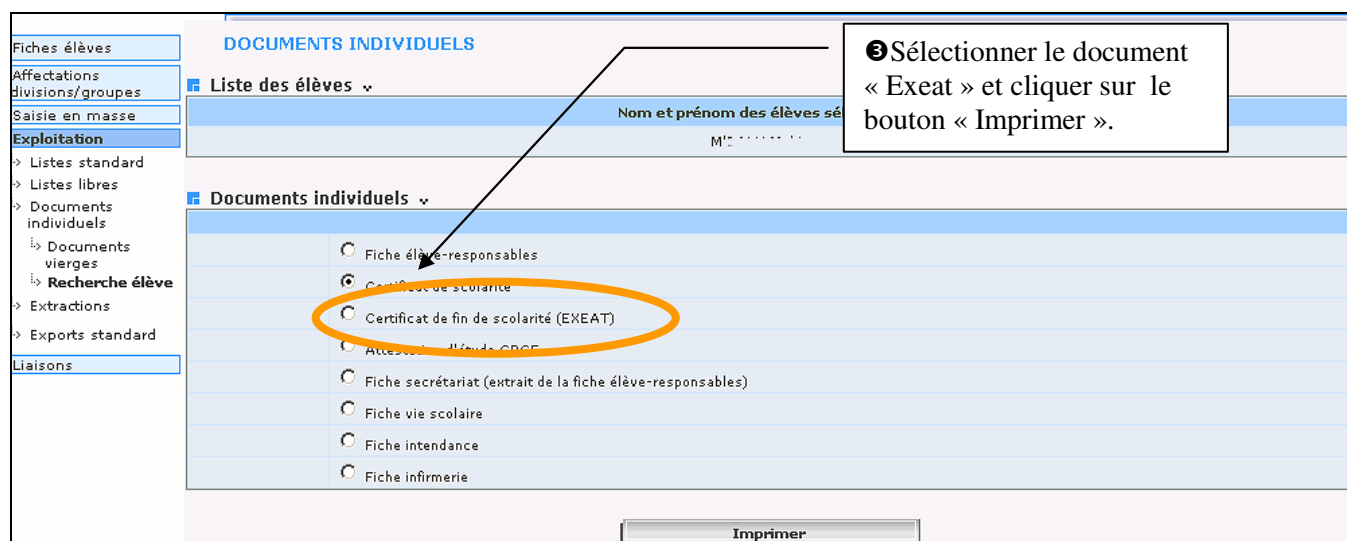 DOCUMENTS INDIVIDUELS
Fiches élèves
Affectations
divisions/groupes
Saisie en masse
Exploitation
Listes standard
Listes libres
Documents
individuels
Documents
vierges
Recherche élève
Extractions
Exports standard
Liaisons
❸Sélectionner le document
« Exeat » et cliquer sur le
bouton « Imprimer ».
Liste des élèves
Nom et prénom des élèves
Documents individuels
Fiche élève-responsables
Certificat de scolarité
Certificat de fin de scolarité (EXEAT)
Attestation d'étude CPGE
Fiche secrétariat (extrait de la fiche élève-responsables)
Fiche vie scolaire
Fiche intendance
Fiche infirmerie
Imprimer